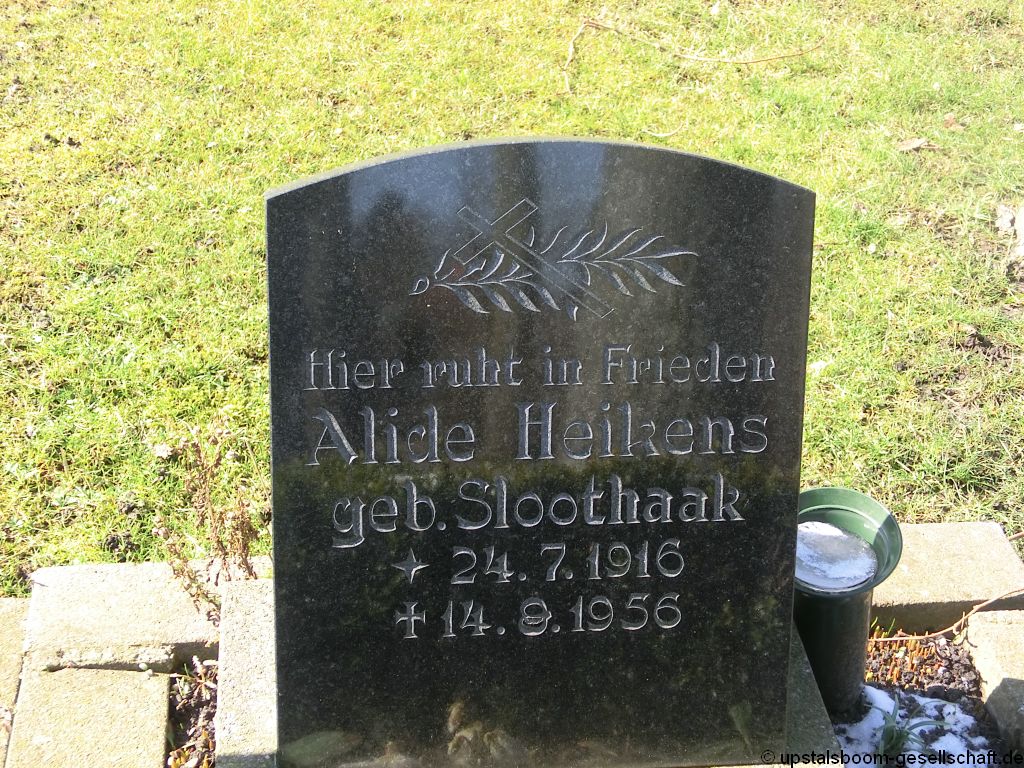 Hier ruht in Frieden
Alide Heikens
geb. Sloothaak
24. 7. 1916
14. 8. 1956
© upstalsboom-gesellschaft.de